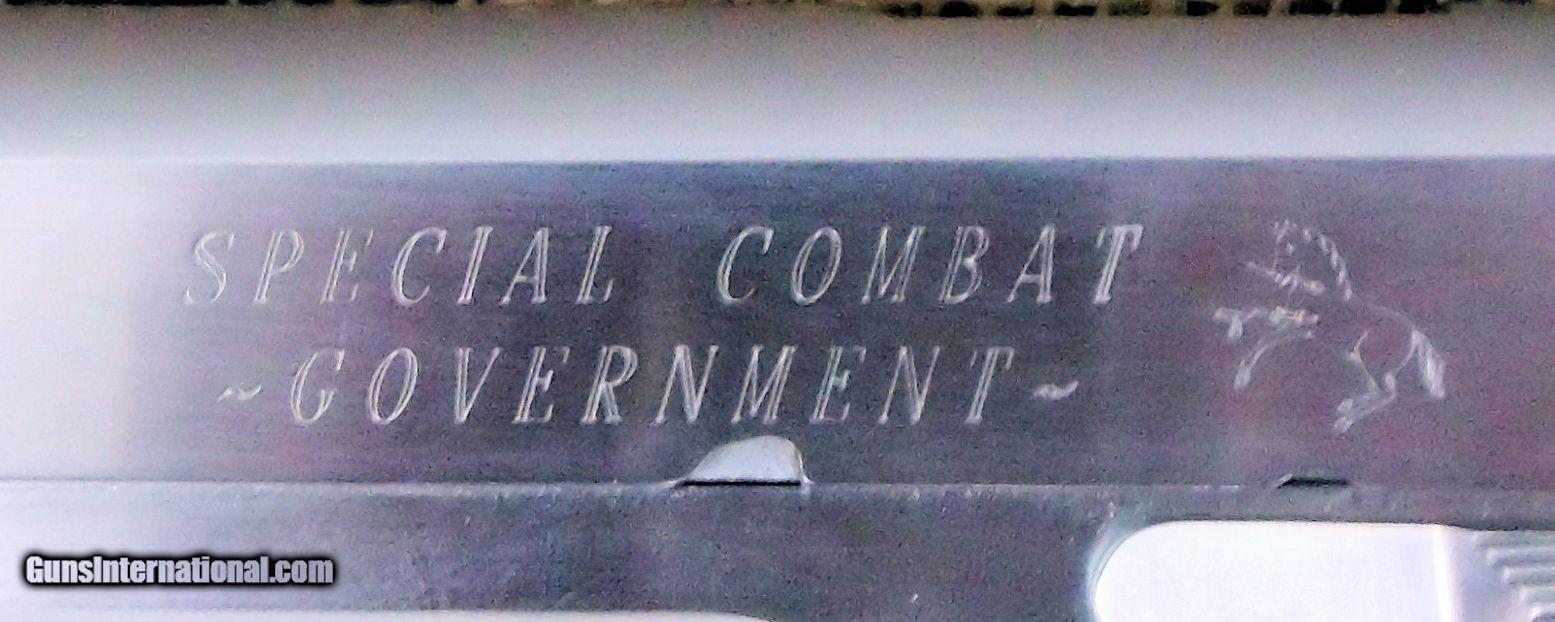 SPECIAL COMBAT
~GOVERNMENT~
GunsInternational.com